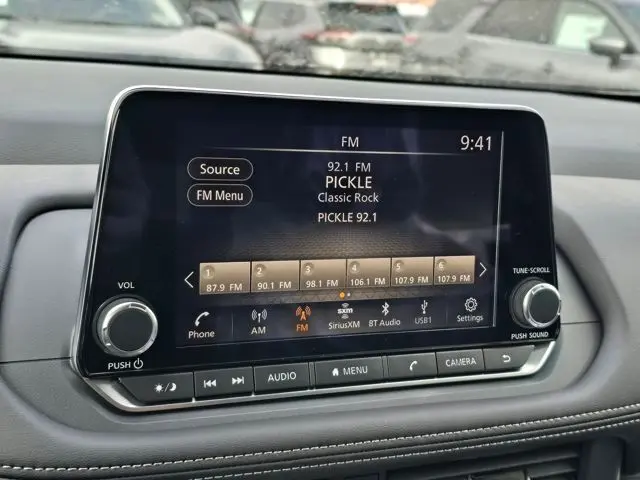 FM
9:41
Source
92.1 FM
PICKLE
Classic Rock
FM Menu
PICKLE 92.1
1 2 3 4 5 6
87.9 FM 90.1 FM 98.1 FM 106.1 FM 107.9 FM 107.9 FM
VOL
TUNE·SCROLL
sxm
Phone AM FM SiriusXM BT Audio USB1 Settings
PUSH
PUSH SOUND
AUDIO
MENU
CAMERA